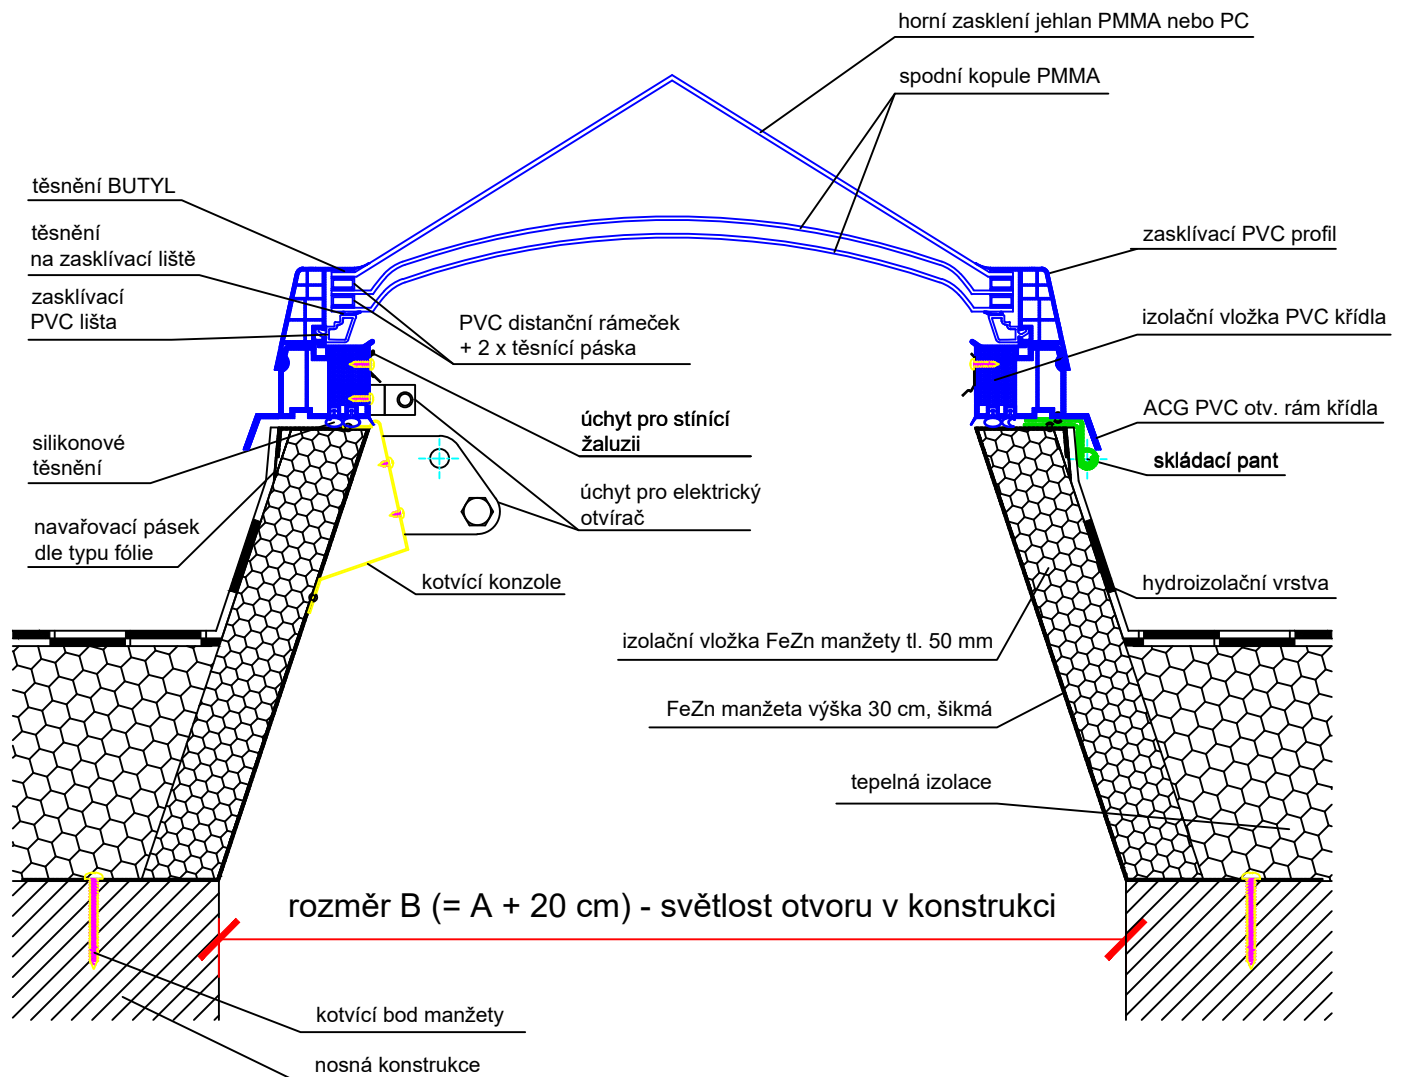 horní zasklení jehlan PMMA nebo PC
spodní kopule PMMA
těsnění BUTYL
těsnění
na zasklívací liště
zasklívací
PVC lišta
zasklívací PVC profil
izolační vložka PVC křídla
PVC distanční rámeček
+ 2 x těsnící páska
ACG PVC otv. rám křídla
úchyt pro stínící
žaluzii
skládací pant
silikonové
těsnění
úchyt pro elektrický
otvírač
navařovací pásek
dle typu fólie
kotvící konzole
hydroizolační vrstva
izolační vložka FeZn manžety tl. 50 mm
FeZn manžeta výška 30 cm, šikmá
tepelná izolace
rozměr B (= A + 20 cm) - světlost otvoru v konstrukci
kotvící bod manžety
nosná konstrukce